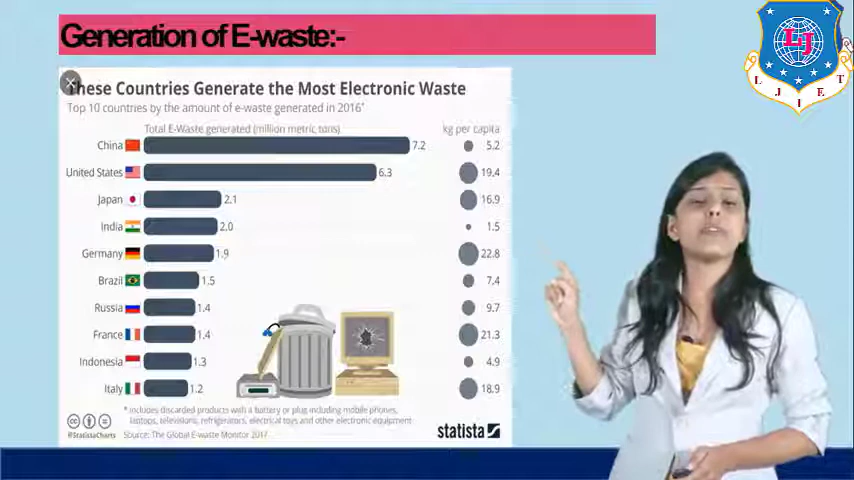 Generation of E-waste:-
These Countries Generate the Most Electronic Waste
Top 10 countries by the amount of e-waste generated in 2016*
Total E-Waste generated (million metric tons) kg per capita
China 7.2 5.2
United States 6.3 19.4
Japan 2.1 16.9
India 2.0 1.5
Germany 1.9 22.8
Brazil 1.5 7.4
Russia 1.4 9.7
France 1.4 21.3
Indonesia 1.3 4.9
Italy 1.2 18.9
* includes discarded products with a battery or plug including mobile phones,
laptops, televisions, refrigerators, electrical toys and other electronic equipment
@StatistaCharts Source: The Global E-waste Monitor 2017
statista
LJ
L J I E T